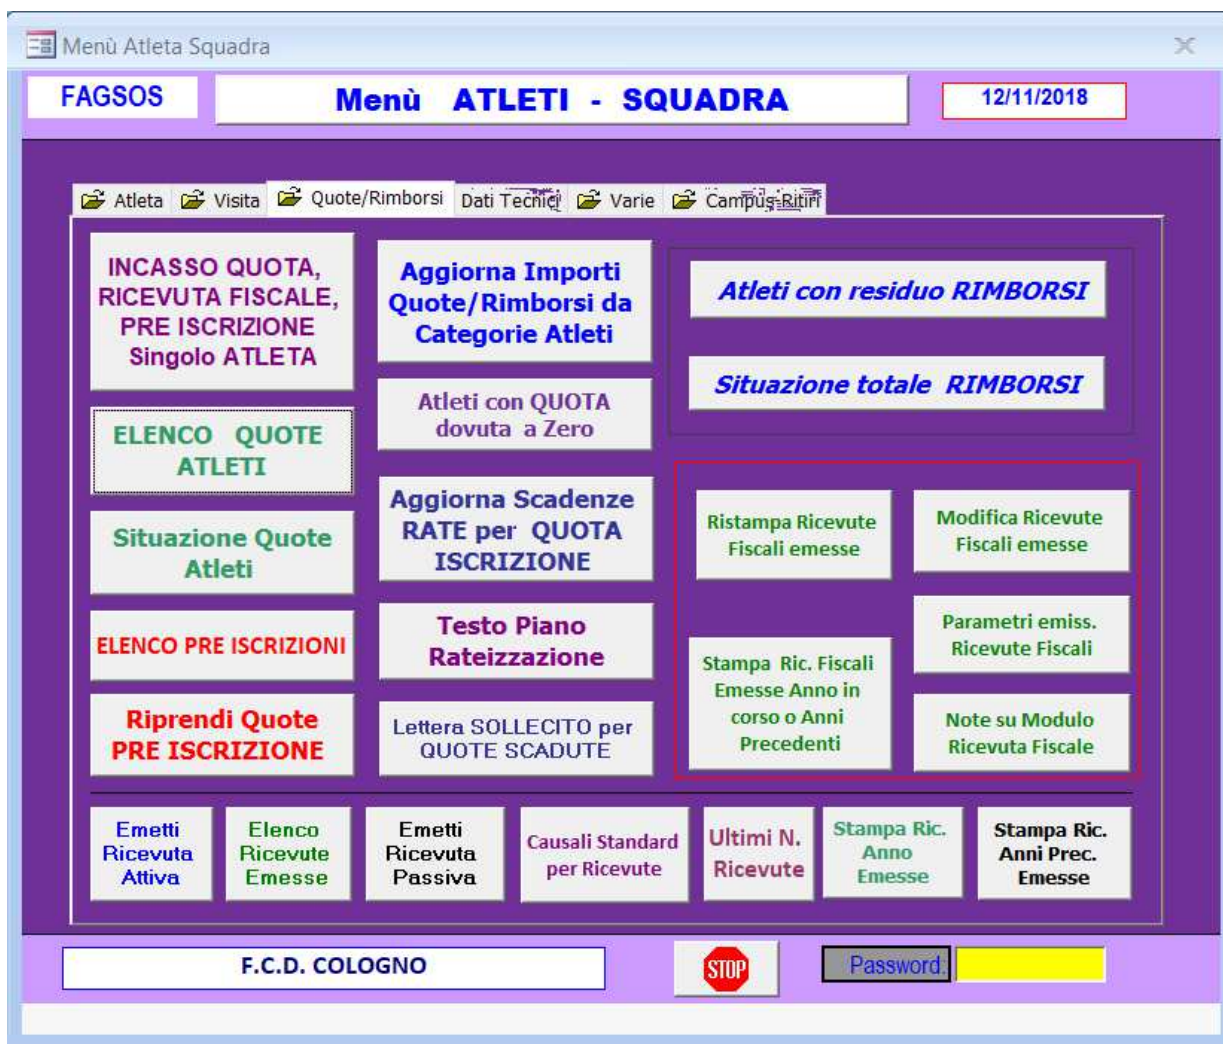 Menù Atleta Squadra
FAGSOS
Menù ATLETI - SQUADRA
12/11/2018
Atleta
Visita
Quote/Rimborsi
Dati Tecnici
Varie
Campus-Ritiri
INCASSO QUOTA,
RICEVUTA FISCALE,
PRE ISCRIZIONE
Singolo ATLETA
ELENCO QUOTE
ATLETI
Situazione Quote
Atleti
ELENCO PRE ISCRIZIONI
Riprendi Quote
PRE ISCRIZIONE
Aggiorna Importi
Quote/Rimborsi da
Categorie Atleti
Atleti con QUOTA
dovuta a Zero
Aggiorna Scadenze
RATE per QUOTA
ISCRIZIONE
Testo Piano
Rateizzazione
Lettera SOLLECITO per
QUOTE SCADUTE
Atleti con residuo RIMBORSI
Situazione totale RIMBORSI
Ristampa Ricevute
Fiscali emesse
Modifica Ricevute
Fiscali emesse
Parametri emiss.
Ricevute Fiscali
Stampa Ric. Fiscali
Emesse Anno in
corso o Anni
Precedenti
Note su Modulo
Ricevuta Fiscale
Emetti
Ricevuta
Attiva
Elenco
Ricevute
Emesse
Emetti
Ricevuta
Passiva
Causali Standard
per Ricevute
Ultimi N.
Ricevute
Stampa Ric.
Anno
Emesse
Stampa Ric.
Anni Prec.
Emesse
F.C.D. COLOGNO
STOP
Password: